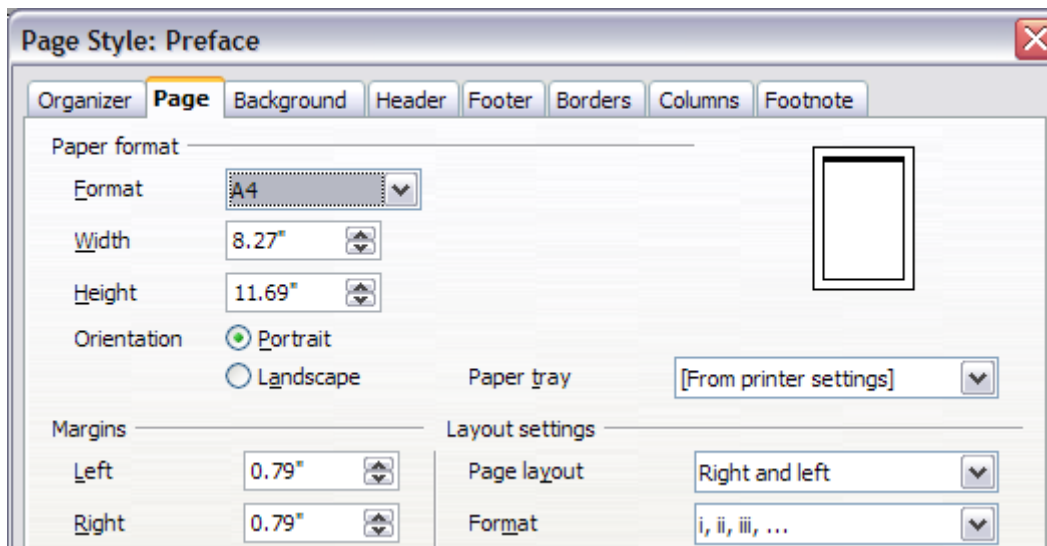 Page Style: Preface
Organizer Page Background Header Footer Borders Columns Footnote
Paper format
Format A4
Width 8.27"
Height 11.69"
Orientation Portrait
Landscape Paper tray [From printer settings]
Margins Layout settings
Left 0.79" Page layout Right and left
Right 0.79" Format i, ii, iii, ...